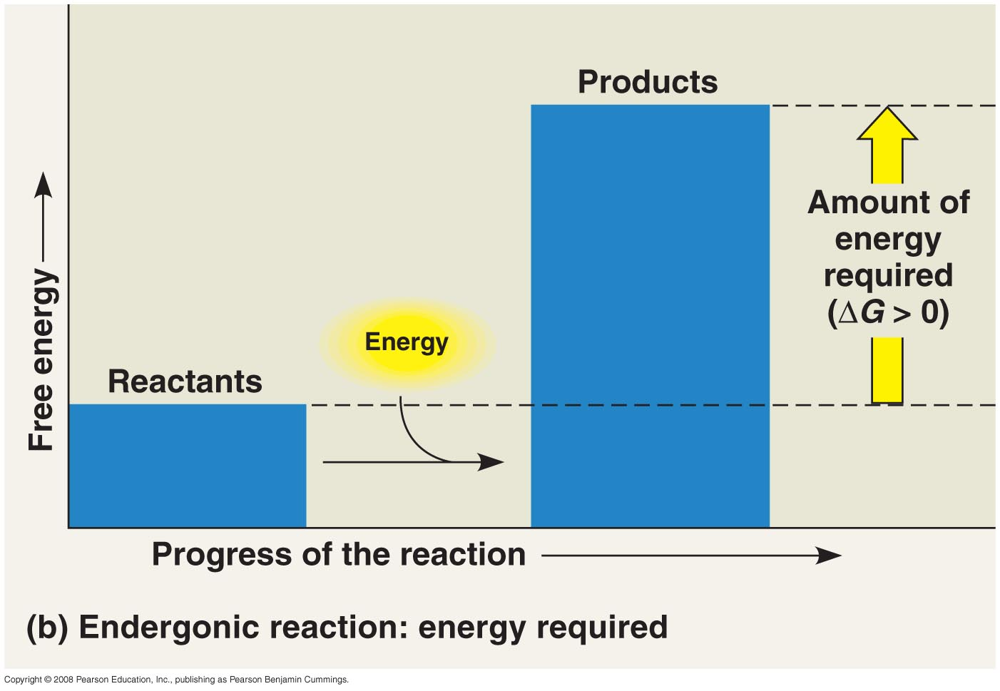 Products
Amount of
energy
required
(ΔG > 0)
Energy
Reactants
Free energy
Progress of the reaction
(b) Endergonic reaction: energy required
Copyright © 2008 Pearson Education, Inc., publishing as Pearson Benjamin Cummings.